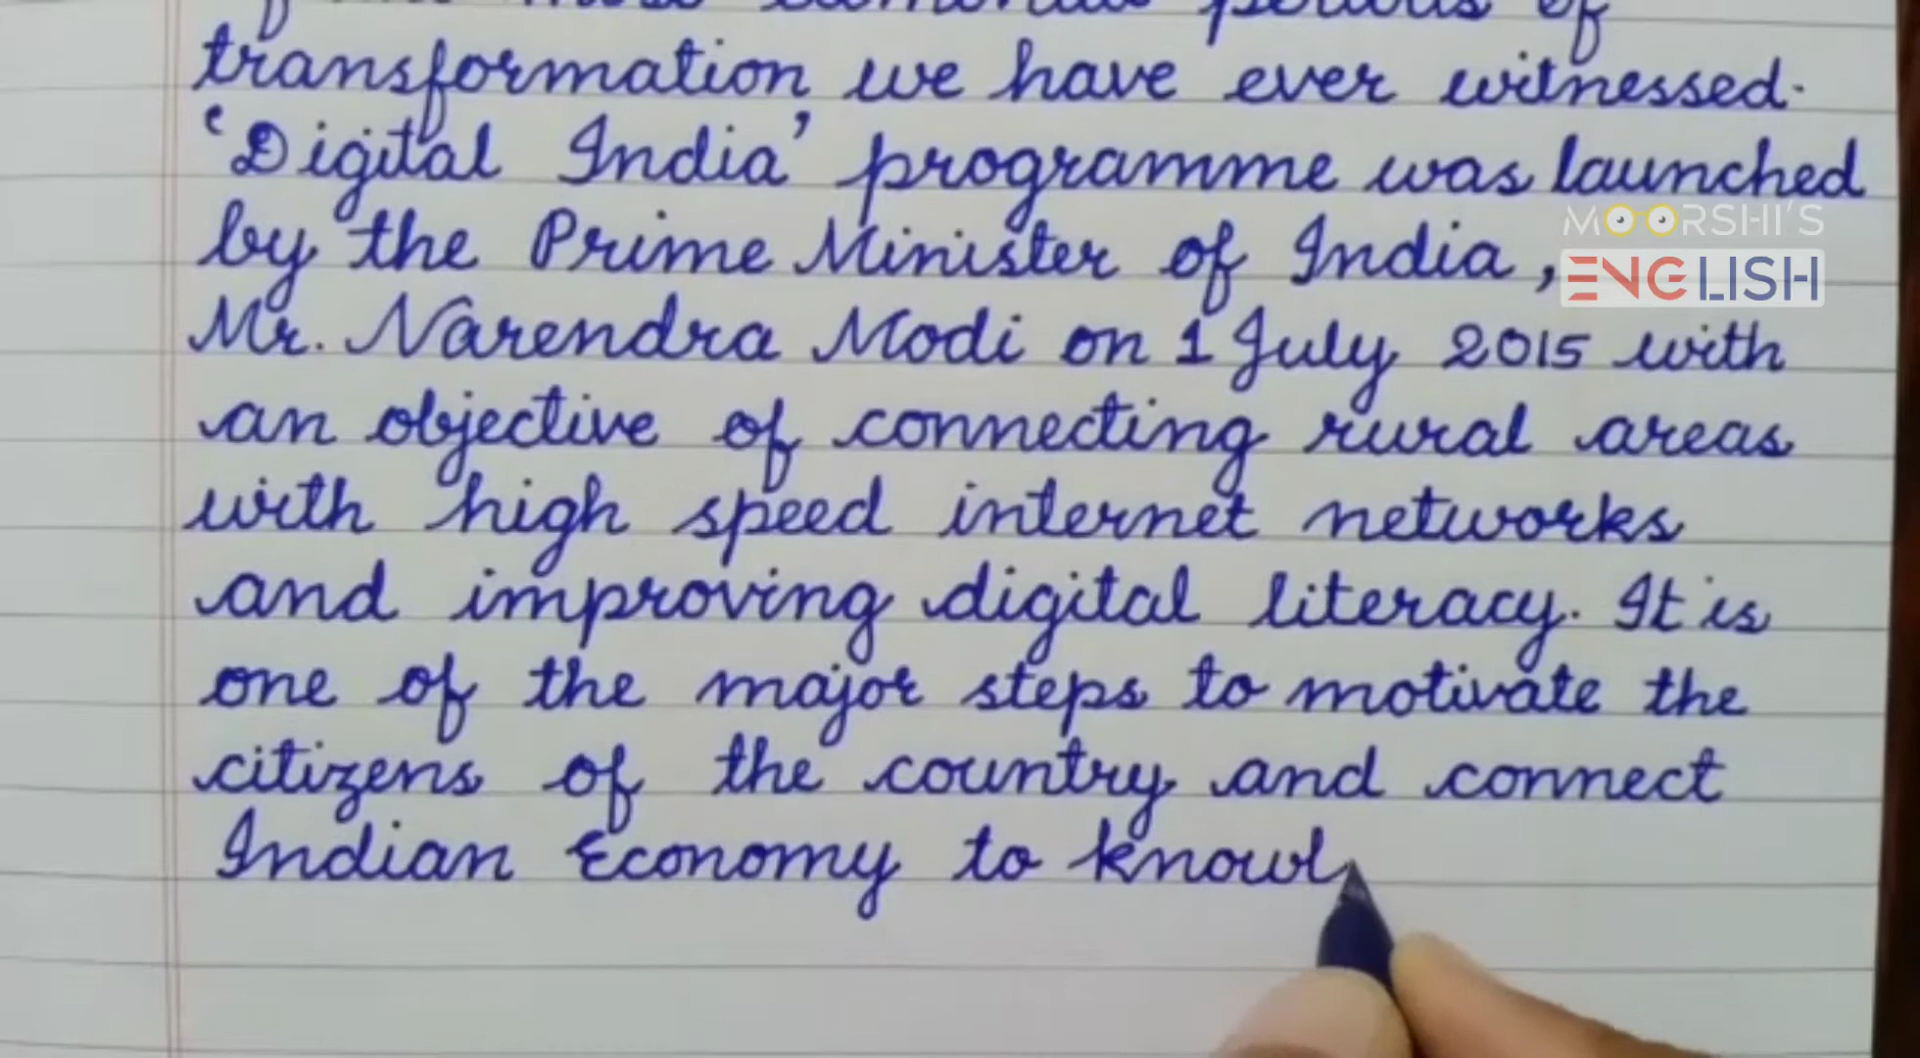 periods of
transformation we have ever witnessed.
'Digital India' programme was launched
by the Prime Minister of India,
MOORSHI'S
ENGLISH
Mr. Narendra Modi on 1 July 2015 with
an objective of connecting rural areas
with high speed internet networks
and improving digital literacy. It is
one of the major steps to motivate the
citizens of the country and connect
Indian Economy to knowl